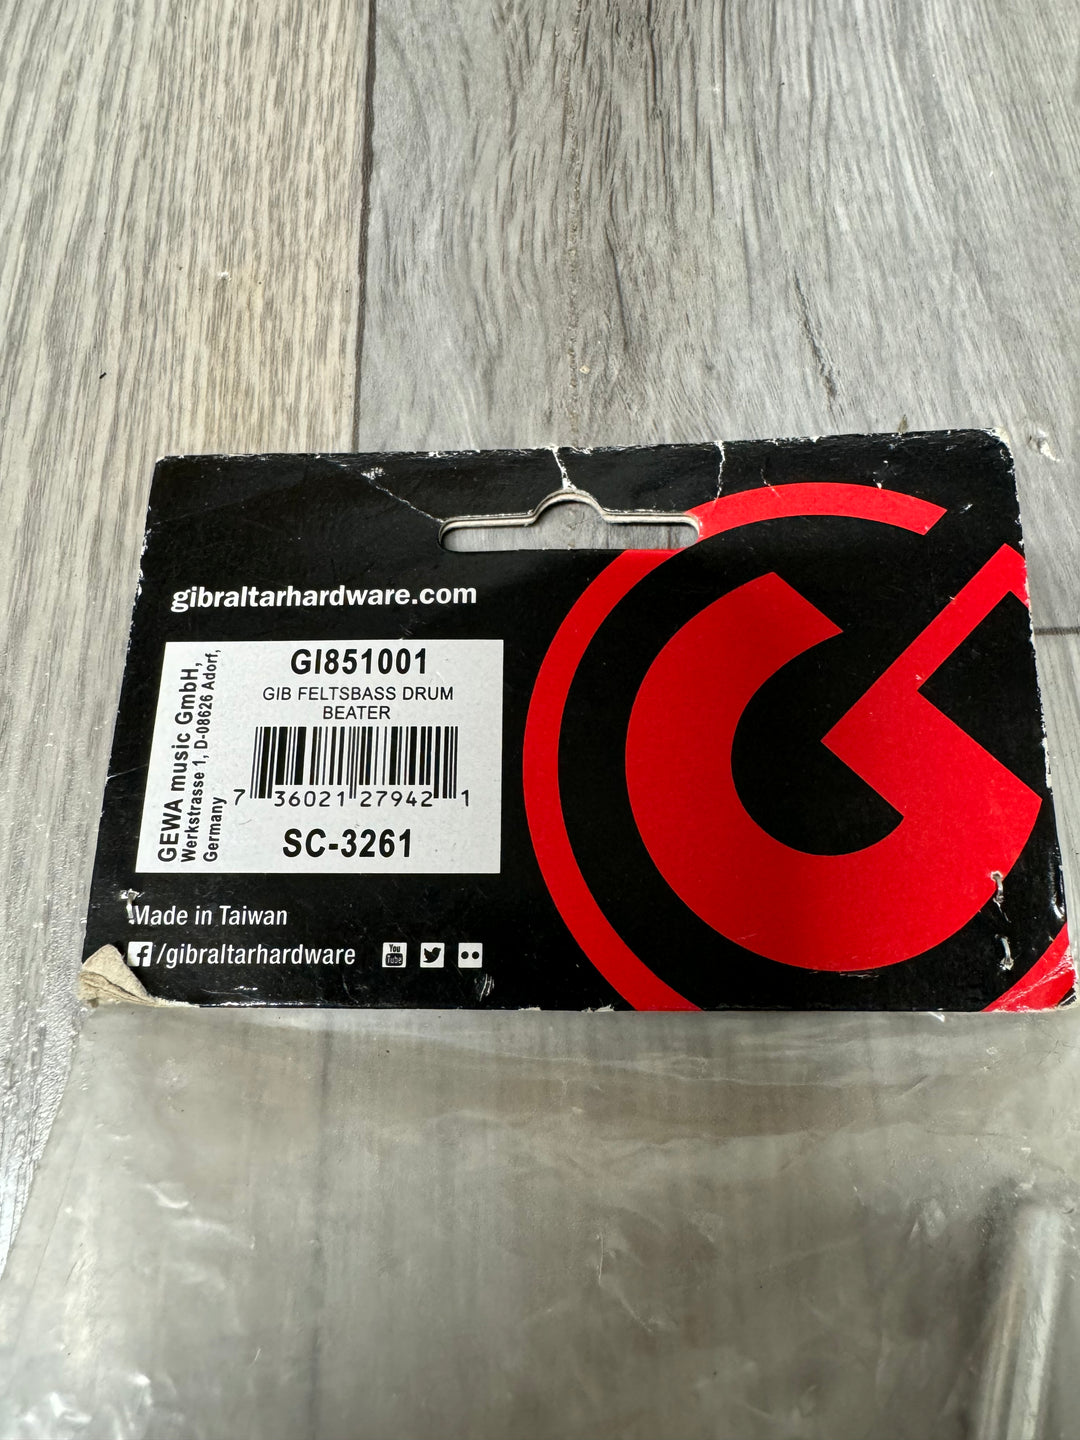 gibraltarhardware.com
GI851001
GIB FELTSBASS DRUM
BEATER
7 36021 27942 1
SC-3261
GEWA music GmbH,
Werkstrasse 1, D-08626 Adorf,
Germany
Made in Taiwan
f /gibraltarhardware
You
Tube